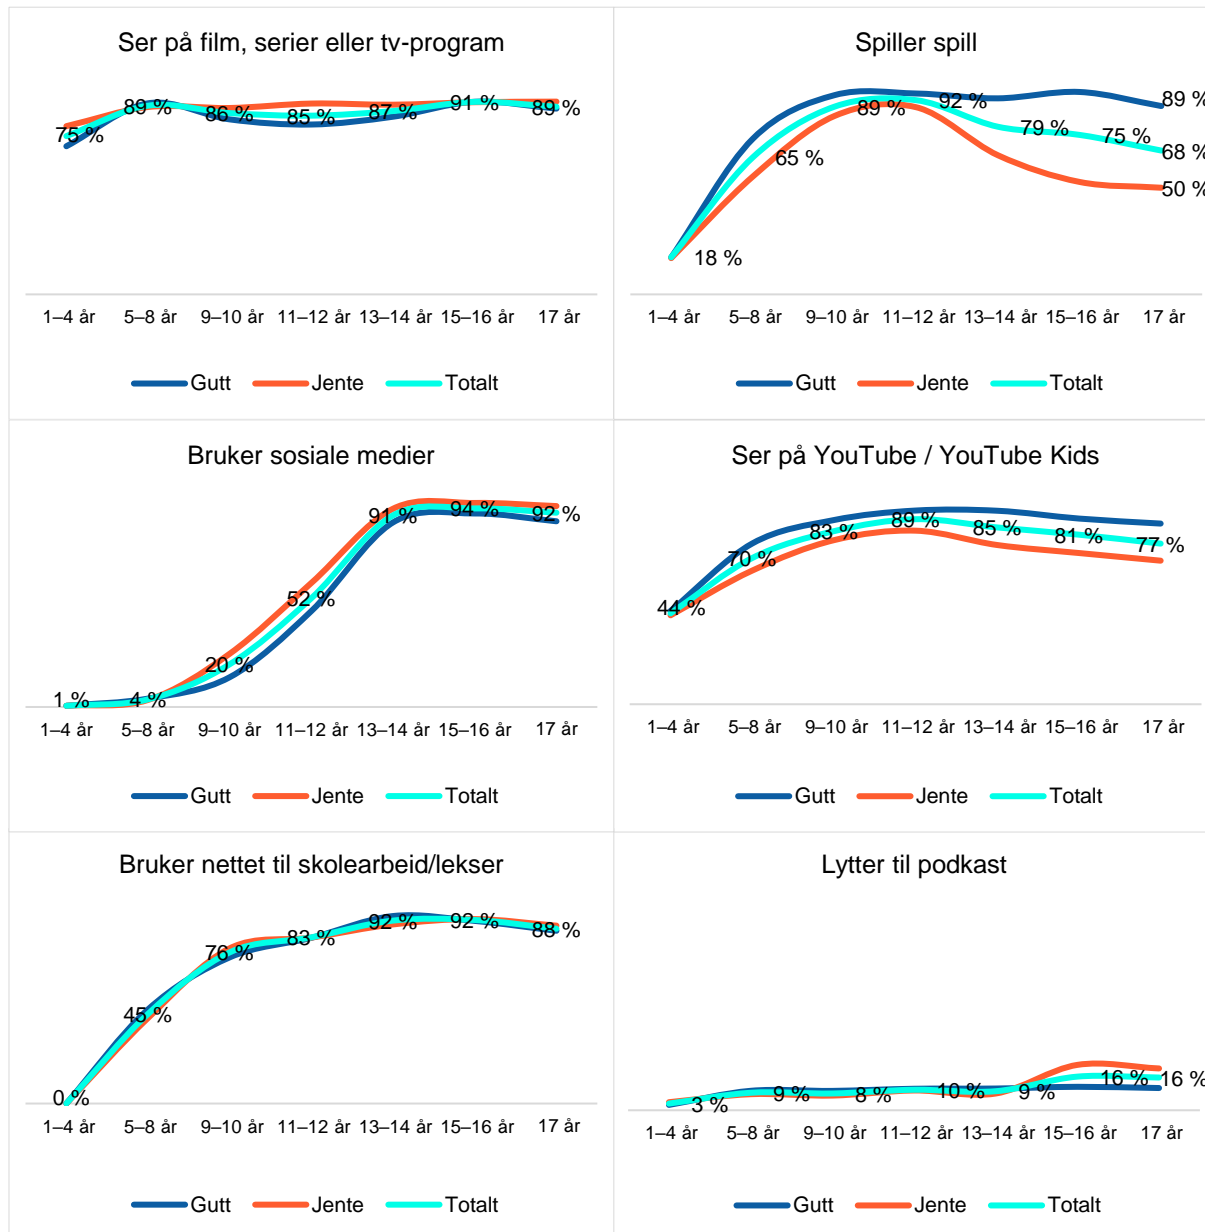 Ser på film, serier eller tv-program
75 %
89 %
86 %
85 %
87 %
91 %
89 %
1–4 år 5–8 år 9–10 år 11–12 år 13–14 år 15–16 år 17 år
Gutt Jente Totalt
Spiller spill
18 %
65 %
89 %
92 %
79 %
75 %
89 %
68 %
50 %
1–4 år 5–8 år 9–10 år 11–12 år 13–14 år 15–16 år 17 år
Gutt Jente Totalt
Bruker sosiale medier
1 %
4 %
20 %
52 %
91 %
94 %
92 %
1–4 år 5–8 år 9–10 år 11–12 år 13–14 år 15–16 år 17 år
Gutt Jente Totalt
Ser på YouTube / YouTube Kids
44 %
70 %
83 %
89 %
85 %
81 %
77 %
1–4 år 5–8 år 9–10 år 11–12 år 13–14 år 15–16 år 17 år
Gutt Jente Totalt
Bruker nettet til skolearbeid/lekser
0 %
45 %
76 %
83 %
92 %
92 %
88 %
1–4 år 5–8 år 9–10 år 11–12 år 13–14 år 15–16 år 17 år
Gutt Jente Totalt
Lytter til podkast
3 %
9 %
8 %
10 %
9 %
16 %
16 %
1–4 år 5–8 år 9–10 år 11–12 år 13–14 år 15–16 år 17 år
Gutt Jente Totalt